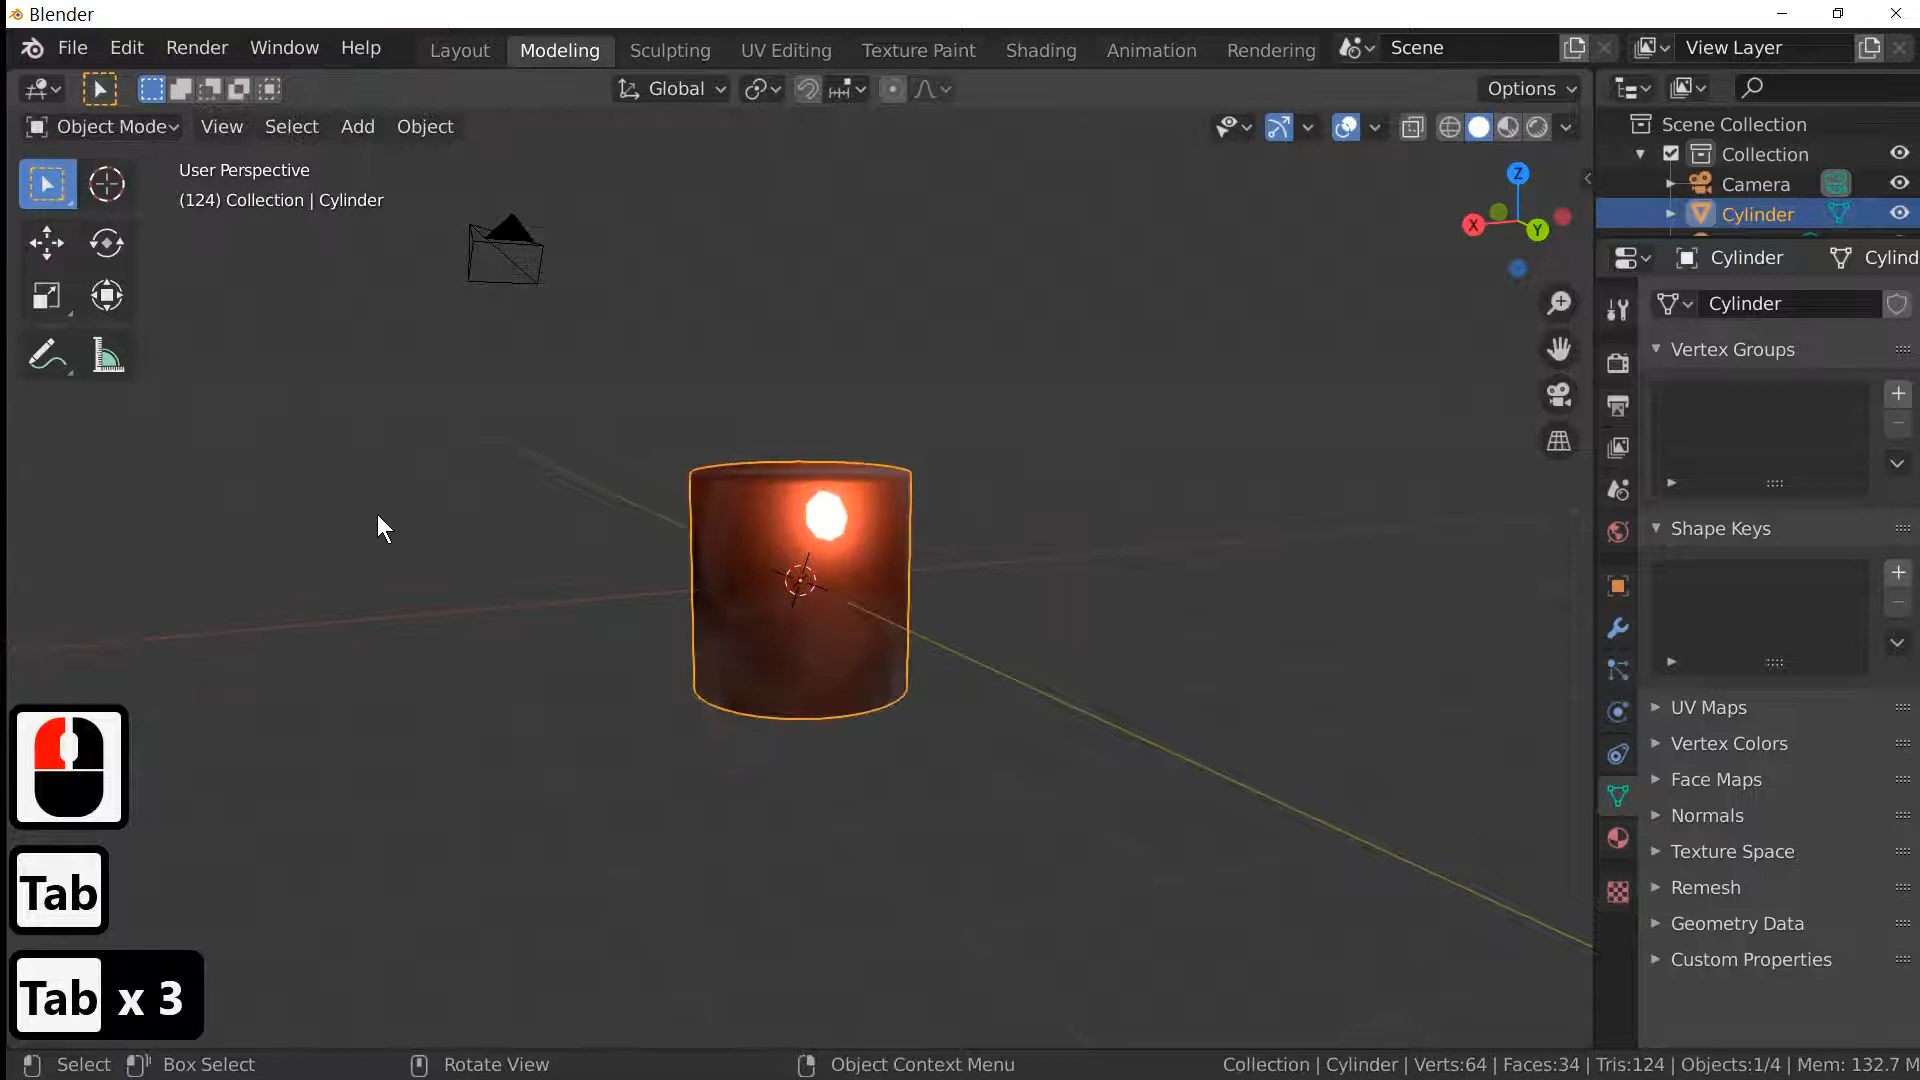 Blender
File Edit Render Window Help
Layout Modeling Sculpting UV Editing Texture Paint Shading Animation Rendering
Scene
View Layer
Global
Options
Object Mode View Select Add Object
User Perspective
(124) Collection | Cylinder
Z
X
Y
Scene Collection
Collection
Camera
Cylinder
Cylinder Cylind
Cylinder
Vertex Groups
Shape Keys
UV Maps
Vertex Colors
Face Maps
Normals
Texture Space
Remesh
Geometry Data
Custom Properties
Tab
Tab x 3
Select Box Select Rotate View Object Context Menu
Collection | Cylinder | Verts:64 | Faces:34 | Tris:124 | Objects:1/4 | Mem: 132.7 M